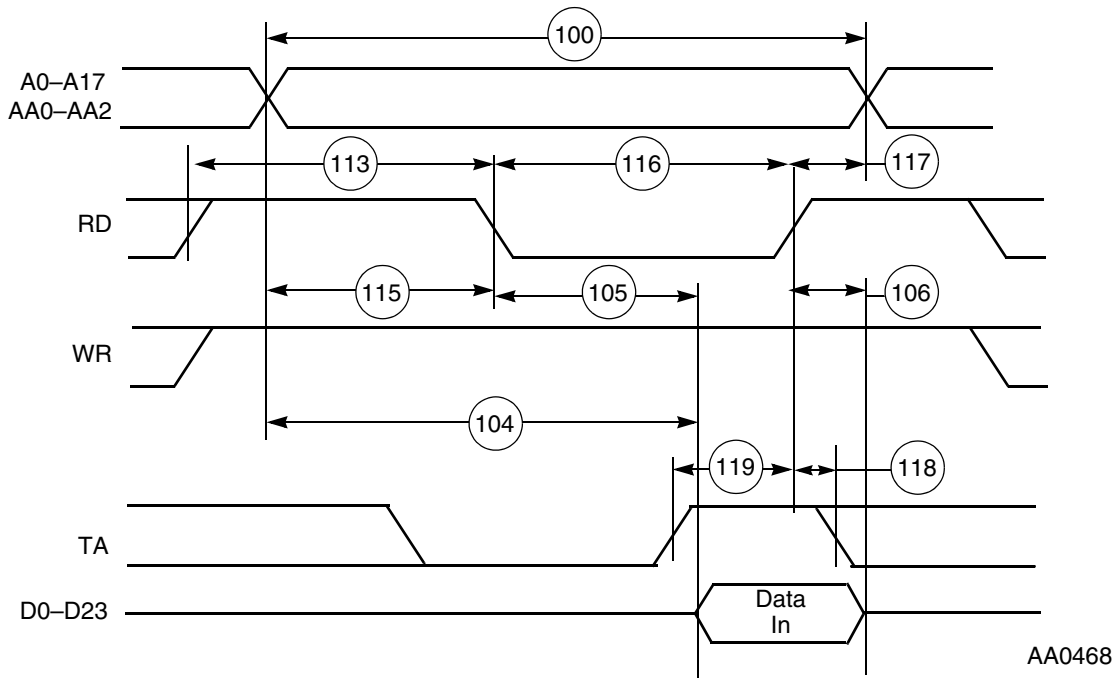 100
A0–A17
AA0–AA2
113
116
117
RD
115
105
106
WR
104
119
118
TA
D0–D23
Data
In
AA0468